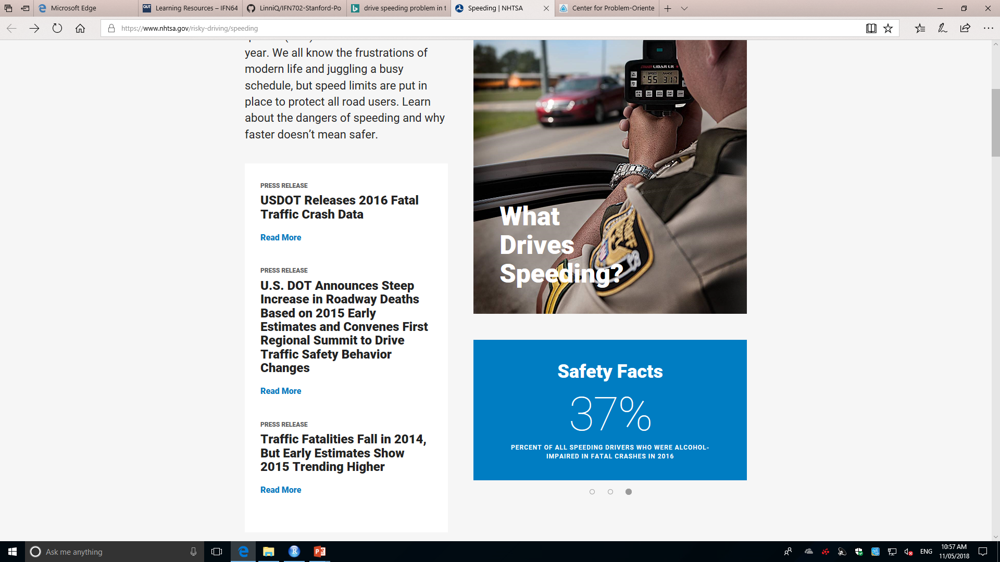 Microsoft Edge
Learning Resources – IFN64
LinniQ/IFN702-Stanford-Po
drive speeding problem in t
Speeding | NHTSA
Center for Problem-Oriente
https://www.nhtsa.gov/risky-driving/speeding
year. We all know the frustrations of
modern life and juggling a busy
schedule, but speed limits are put in
place to protect all road users. Learn
about the dangers of speeding and why
faster doesn’t mean safer.
PRESS RELEASE
USDOT Releases 2016 Fatal
Traffic Crash Data
Read More
PRESS RELEASE
U.S. DOT Announces Steep
Increase in Roadway Deaths
Based on 2015 Early
Estimates and Convenes First
Regional Summit to Drive
Traffic Safety Behavior
Changes
Read More
PRESS RELEASE
Traffic Fatalities Fall in 2014,
But Early Estimates Show
2015 Trending Higher
Read More
STALKER LIDAR LR
SPEED RANGE
55 317
What
Drives
Speeding?
Safety Facts
37%
PERCENT OF ALL SPEEDING DRIVERS WHO WERE ALCOHOL-
IMPAIRED IN FATAL CRASHES IN 2016
Ask me anything
ENG
10:57 AM
11/05/2018